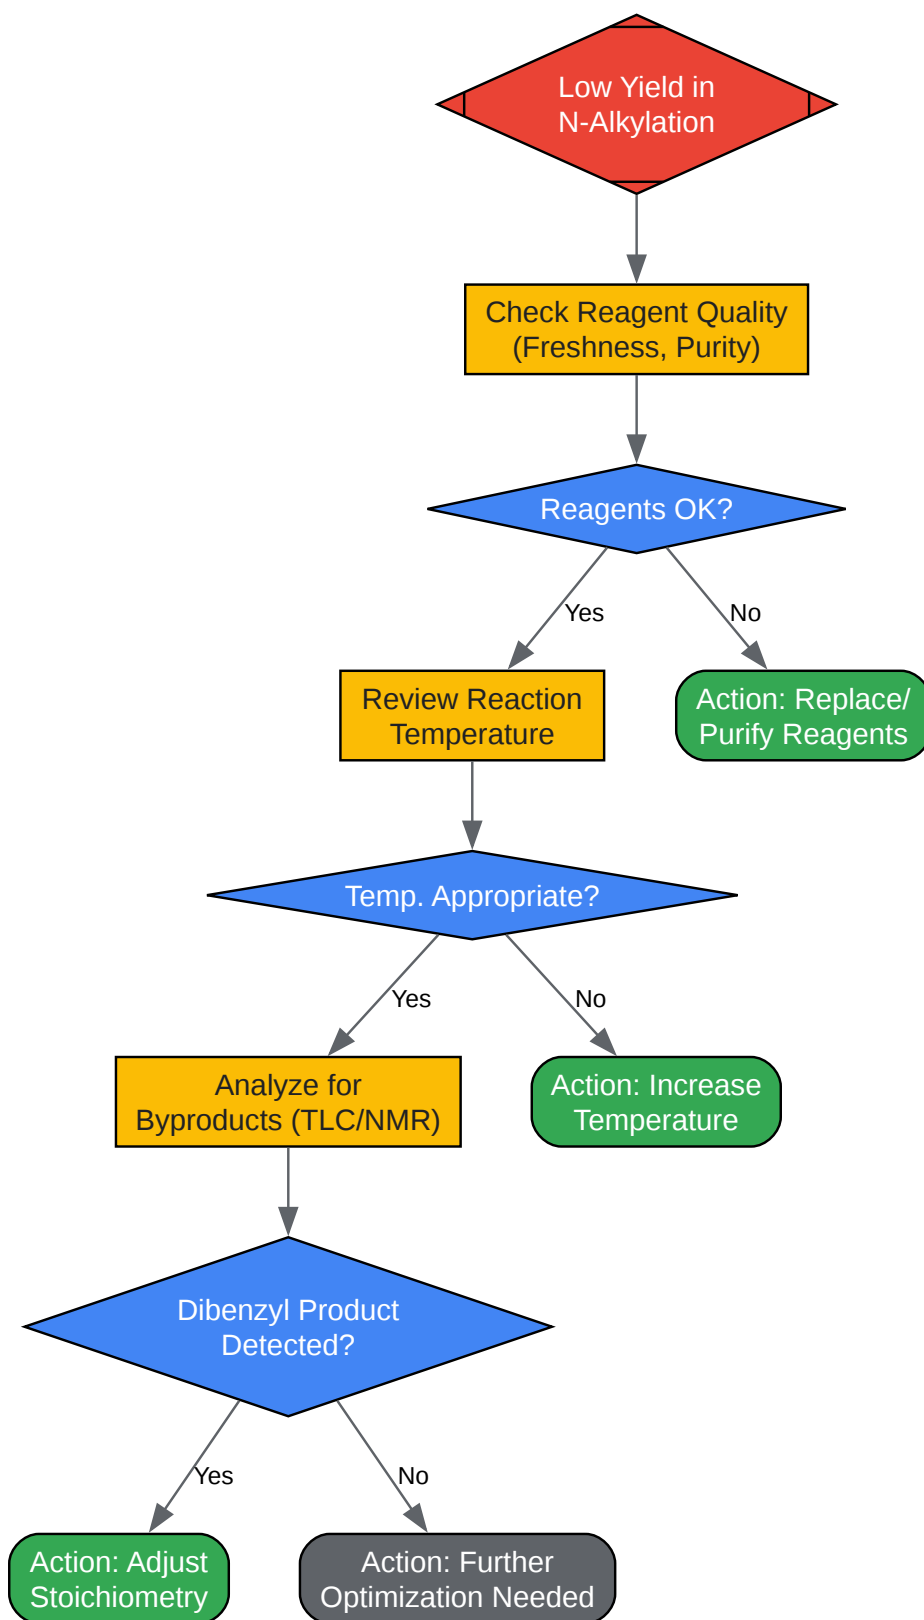 Low Yield in
N-Alkylation
Check Reagent Quality
(Freshness, Purity)
Reagents OK?
Yes
No
Review Reaction
Temperature
Action: Replace/
Purify Reagents
Temp. Appropriate?
Yes
No
Analyze for
Byproducts (TLC/NMR)
Action: Increase
Temperature
Dibenzyl Product
Detected?
Yes
No
Action: Adjust
Stoichiometry
Action: Further
Optimization Needed